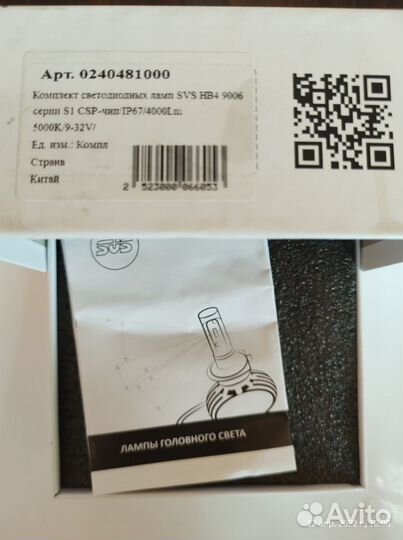 Арт. 0240481000
Комплект светодиодных ламп SVS HB4 9006
серии S1 CSP-чип/IP67/4000Lm
5000K/9-32V/
Ед. изм.: Компл
Страна
Китай
2 523000 066053
SVS
ЛАМПЫ ГОЛОВНОГО СВЕТА
Avito